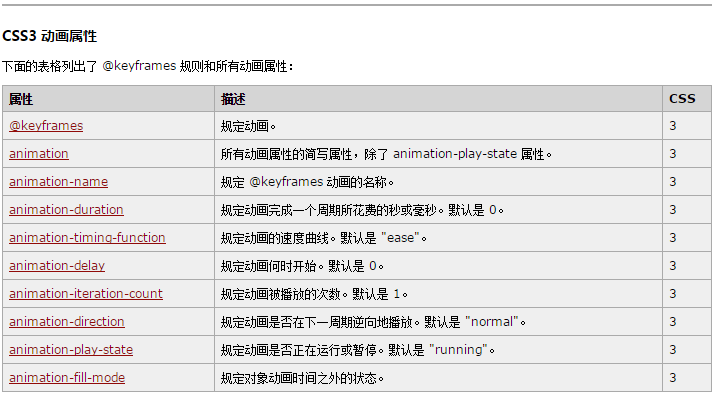 CSS3 动画属性
下面的表格列出了 @keyframes 规则和所有动画属性：
属性 描述 CSS
@keyframes 规定动画。 3
animation 所有动画属性的简写属性，除了 animation-play-state 属性。 3
animation-name 规定 @keyframes 动画的名称。 3
animation-duration 规定动画完成一个周期所花费的秒或毫秒。默认是 0。 3
animation-timing-function 规定动画的速度曲线。默认是 "ease"。 3
animation-delay 规定动画何时开始。默认是 0。 3
animation-iteration-count 规定动画被播放的次数。默认是 1。 3
animation-direction 规定动画是否在下一周期逆向地播放。默认是 "normal"。 3
animation-play-state 规定动画是否正在运行或暂停。默认是 "running"。 3
animation-fill-mode 规定对象动画时间之外的状态。 3